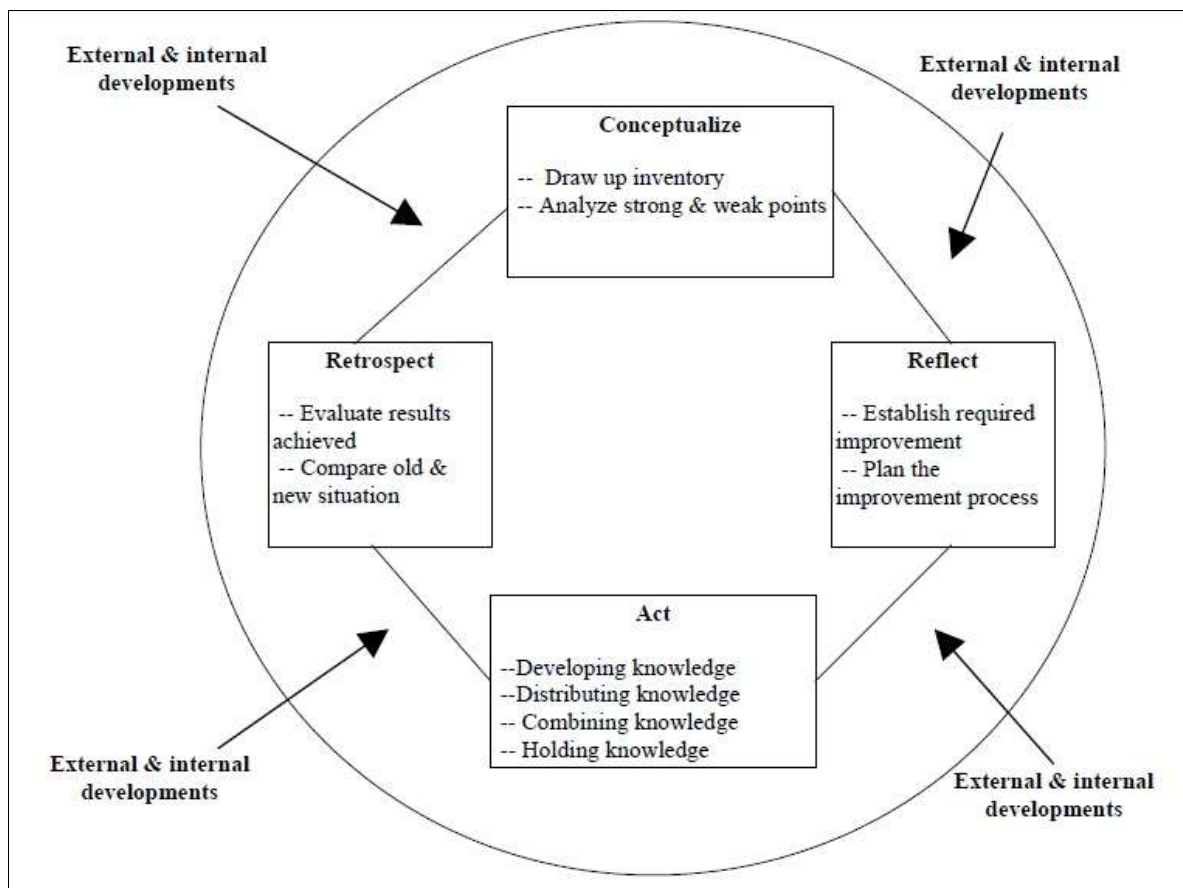 External & internal
developments
External & internal
developments
Conceptualize
-- Draw up inventory
-- Analyze strong & weak points
Retrospect
-- Evaluate results
achieved
-- Compare old &
new situation
Reflect
-- Establish required
improvement
-- Plan the
improvement process
Act
--Developing knowledge
--Distributing knowledge
-- Combining knowledge
-- Holding knowledge
External & internal
developments
External & internal
developments